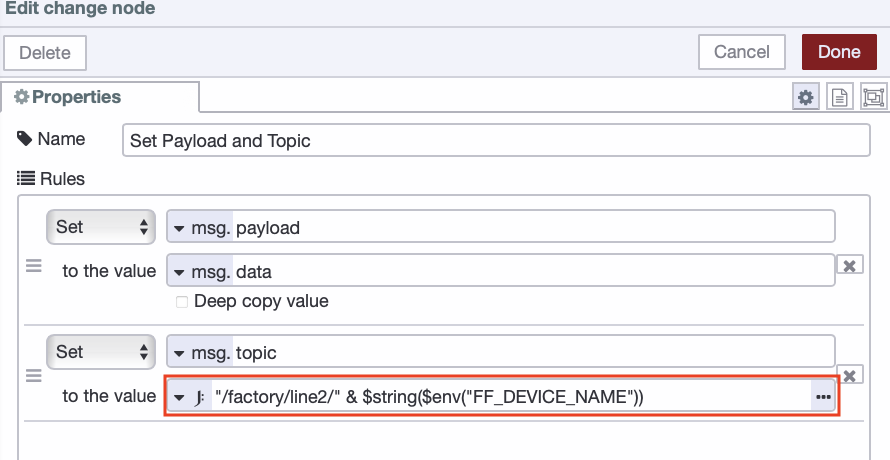 Edit change node
Delete Cancel Done
Properties
Name Set Payload and Topic
Rules
Set msg. payload
to the value msg. data
Deep copy value
Set msg. topic
to the value J: "/factory/line2/" & $string($env("FF_DEVICE_NAME")) •••